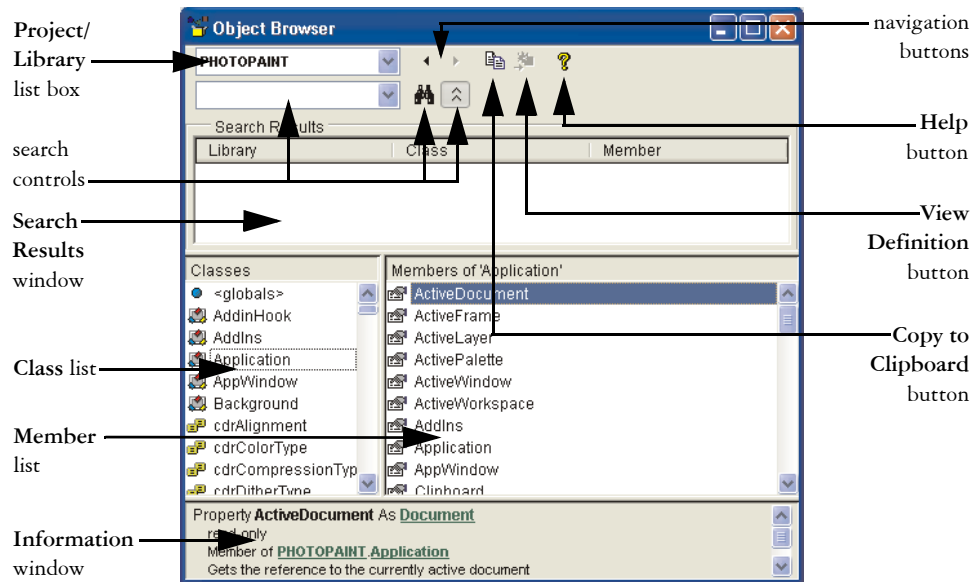 Project/
Library
list box
search
controls
Search
Results
window
Class list
Member
list
Information
window
Object Browser
PHOTOPAINT
Search Results
Library Class Member
Classes
<globals>
AddinHook
AddIns
Application
AppWindow
Background
cdrAlignment
cdrColorType
cdrCompressionTyp
cdrDitherType
Members of 'Application'
ActiveDocument
ActiveFrame
ActiveLayer
ActivePalette
ActiveWindow
ActiveWorkspace
AddIns
Application
AppWindow
Clipboard
Property ActiveDocument As Document
read-only
Member of PHOTOPAINT.Application
Gets the reference to the currently active document
navigation
buttons
Help
button
View
Definition
button
Copy to
Clipboard
button